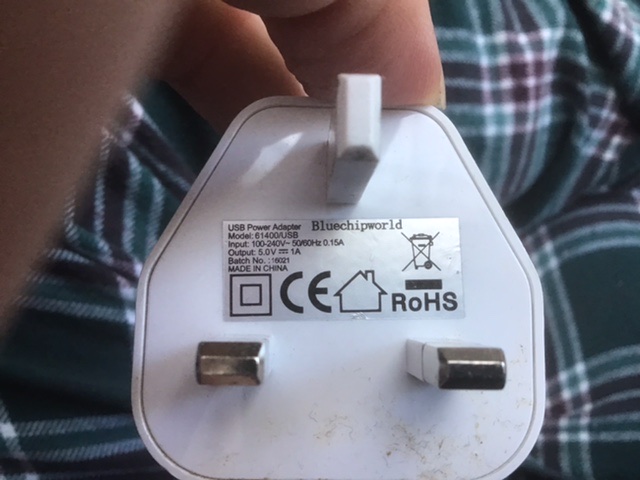 USB Power Adapter Bluechipworld
Model: 61400/USB
Input: 100-240V~ 50/60Hz 0.15A
Output: 5.0V ⎓ 1A
Batch No. :16021
MADE IN CHINA
CE RoHS